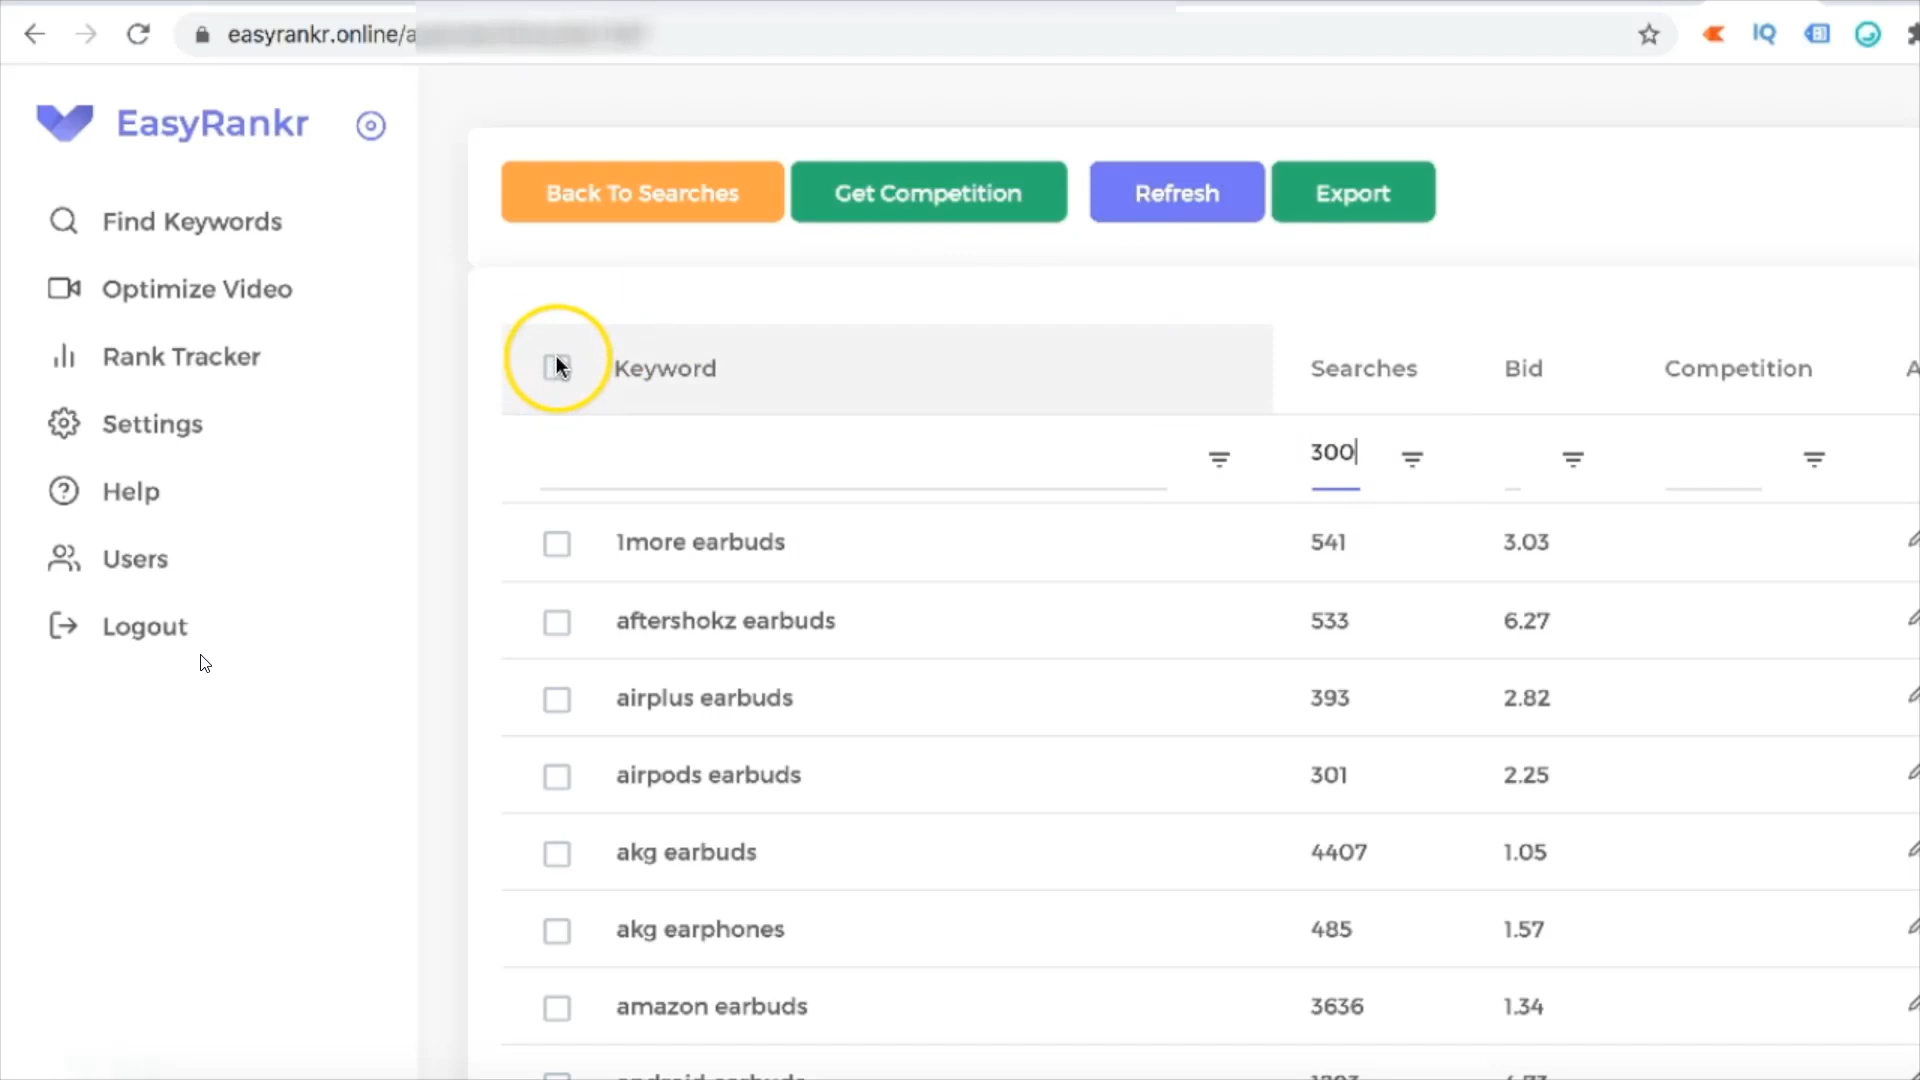 easyrankr.online/a
IQ
EasyRankr
Find Keywords
Optimize Video
Rank Tracker
Settings
Help
Users
Logout
Back To Searches
Get Competition
Refresh
Export
Keyword Searches Bid Competition A
300
1more earbuds 541 3.03
aftershokz earbuds 533 6.27
airplus earbuds 393 2.82
airpods earbuds 301 2.25
akg earbuds 4407 1.05
akg earphones 485 1.57
amazon earbuds 3636 1.34